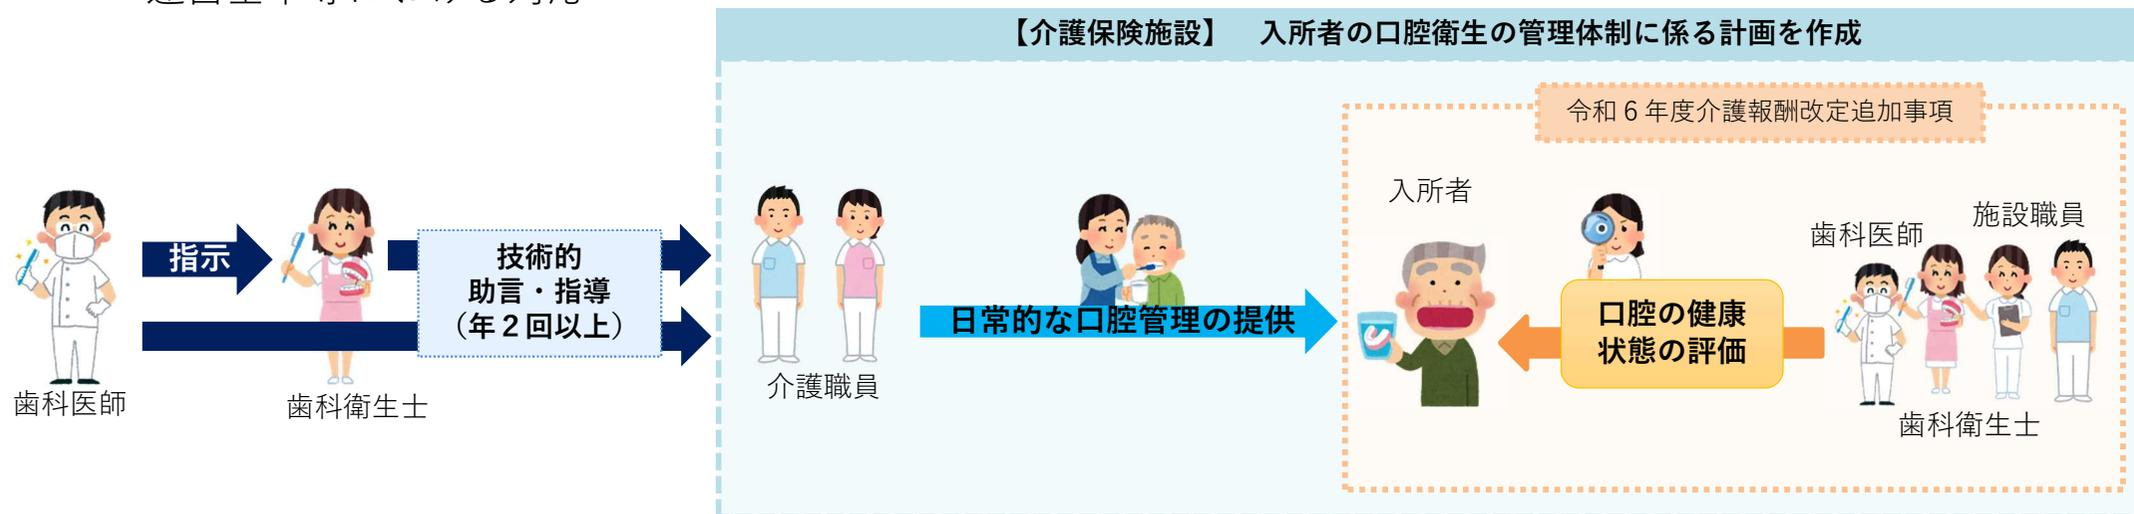 【介護保険施設】　入所者の口腔衛生の管理体制に係る計画を作成
令和６年度介護報酬改定追加事項
指示
技術的
助言・指導
（年２回以上）
歯科医師
歯科衛生士
介護職員
日常的な口腔管理の提供
入所者
口腔の健康
状態の評価
歯科医師
施設職員
歯科衛生士